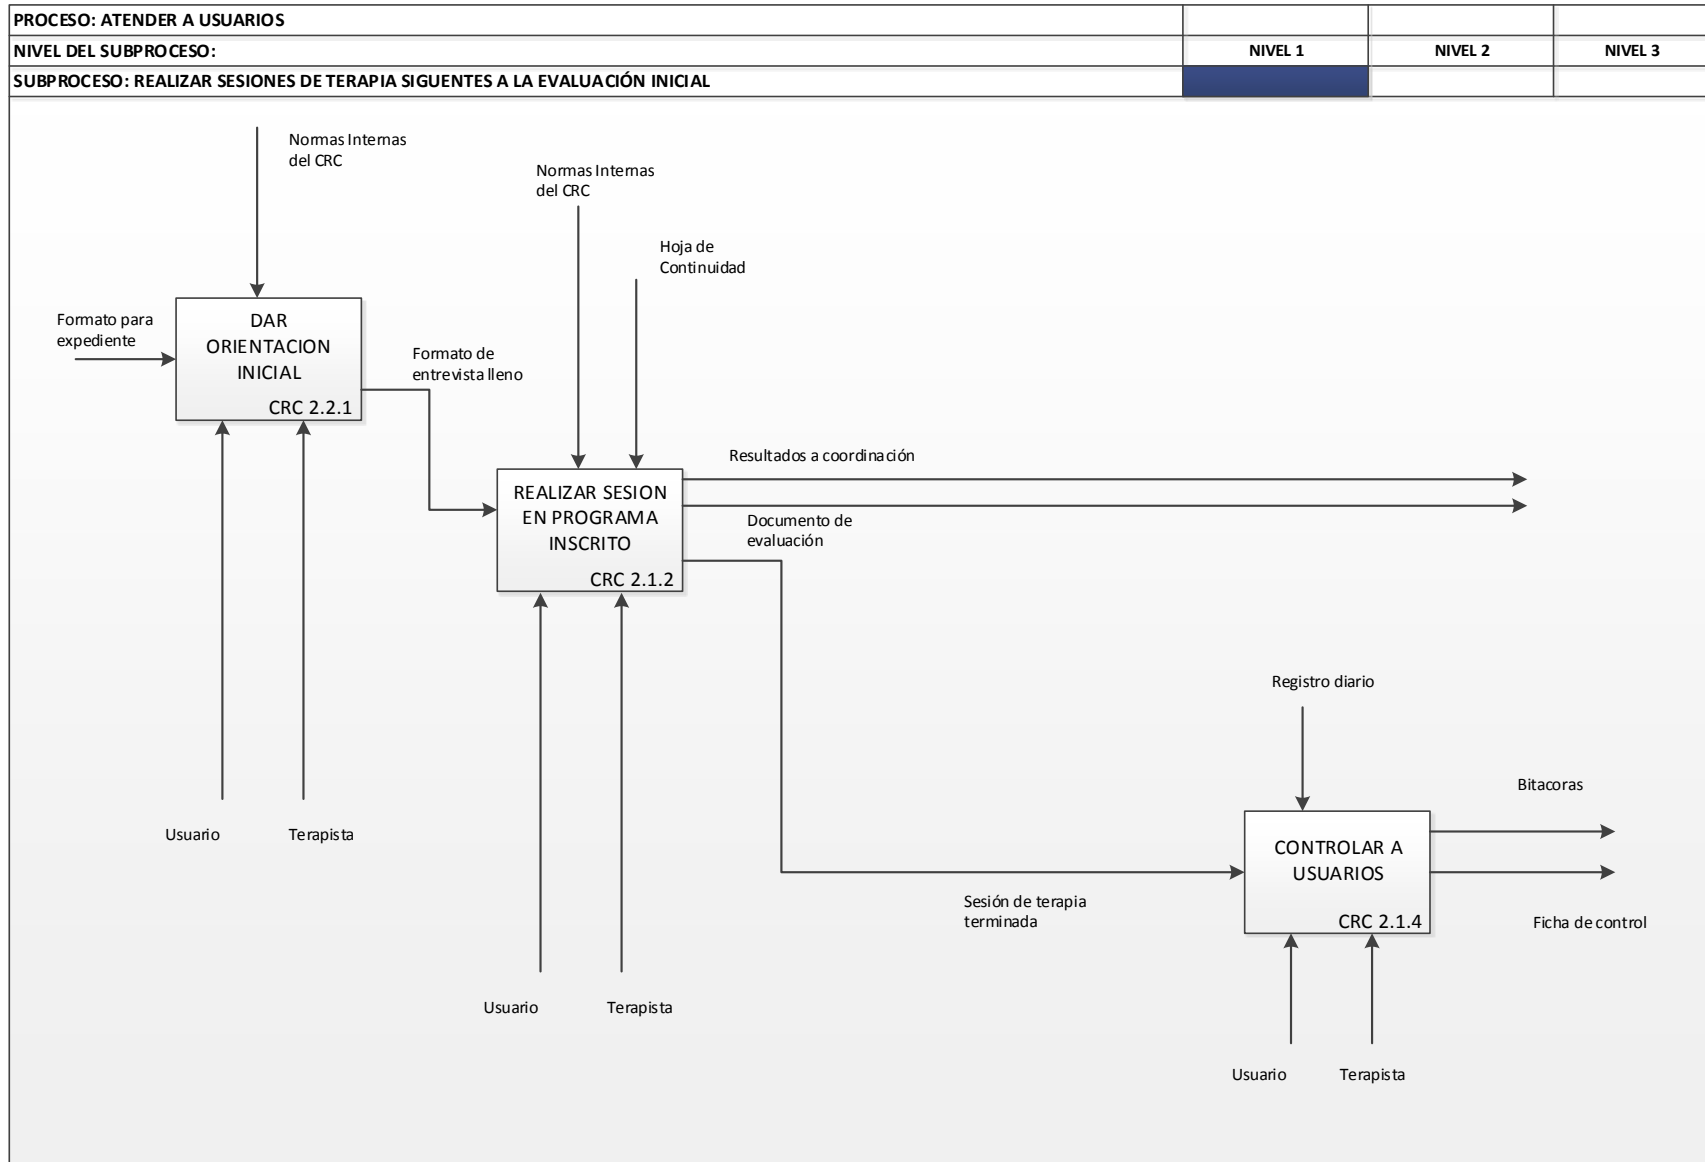 PROCESO: ATENDER A USUARIOS
NIVEL DEL SUBPROCESO:
NIVEL 1
NIVEL 2
NIVEL 3
SUBPROCESO: REALIZAR SESIONES DE TERAPIA SIGUENTES A LA EVALUACIÓN INICIAL
Normas Internas
del CRC
Normas Internas
del CRC
Hoja de
Continuidad
Formato para
expediente
DAR
ORIENTACION
INICIAL
CRC 2.2.1
Formato de
entrevista lleno
Resultados a coordinación
REALIZAR SESION
EN PROGRAMA
INSCRITO
CRC 2.1.2
Documento de
evaluación
Registro diario
Bitacoras
Usuario
Terapista
CONTROLAR A
USUARIOS
CRC 2.1.4
Sesión de terapia
terminada
Ficha de control
Usuario
Terapista
Usuario
Terapista